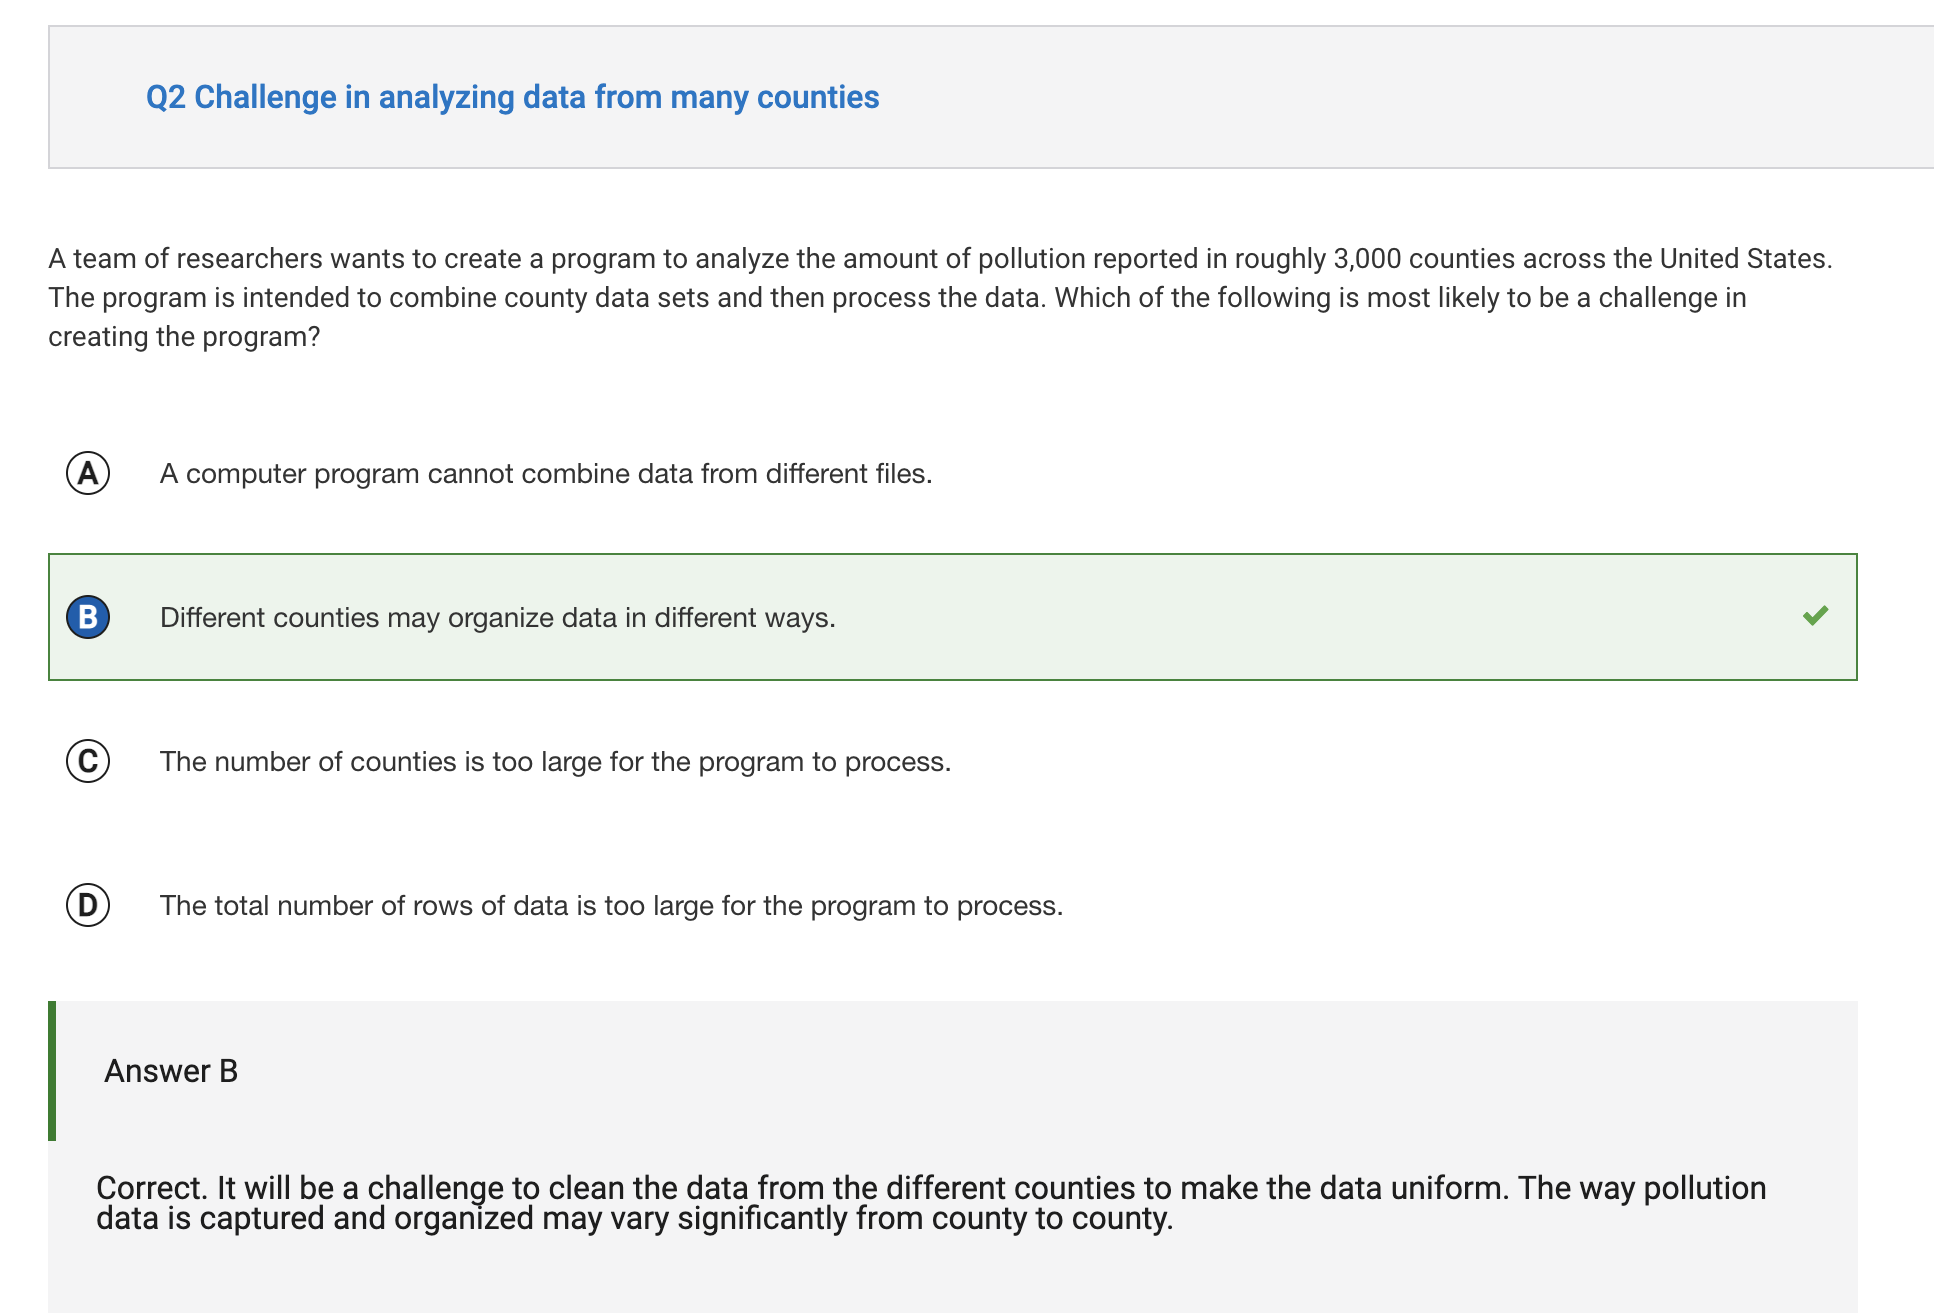 Q2 Challenge in analyzing data from many counties
A team of researchers wants to create a program to analyze the amount of pollution reported in roughly 3,000 counties across the United States.
The program is intended to combine county data sets and then process the data. Which of the following is most likely to be a challenge in
creating the program?
A A computer program cannot combine data from different files.
B Different counties may organize data in different ways.
C The number of counties is too large for the program to process.
D The total number of rows of data is too large for the program to process.
Answer B
Correct. It will be a challenge to clean the data from the different counties to make the data uniform. The way pollution
data is captured and organized may vary significantly from county to county.